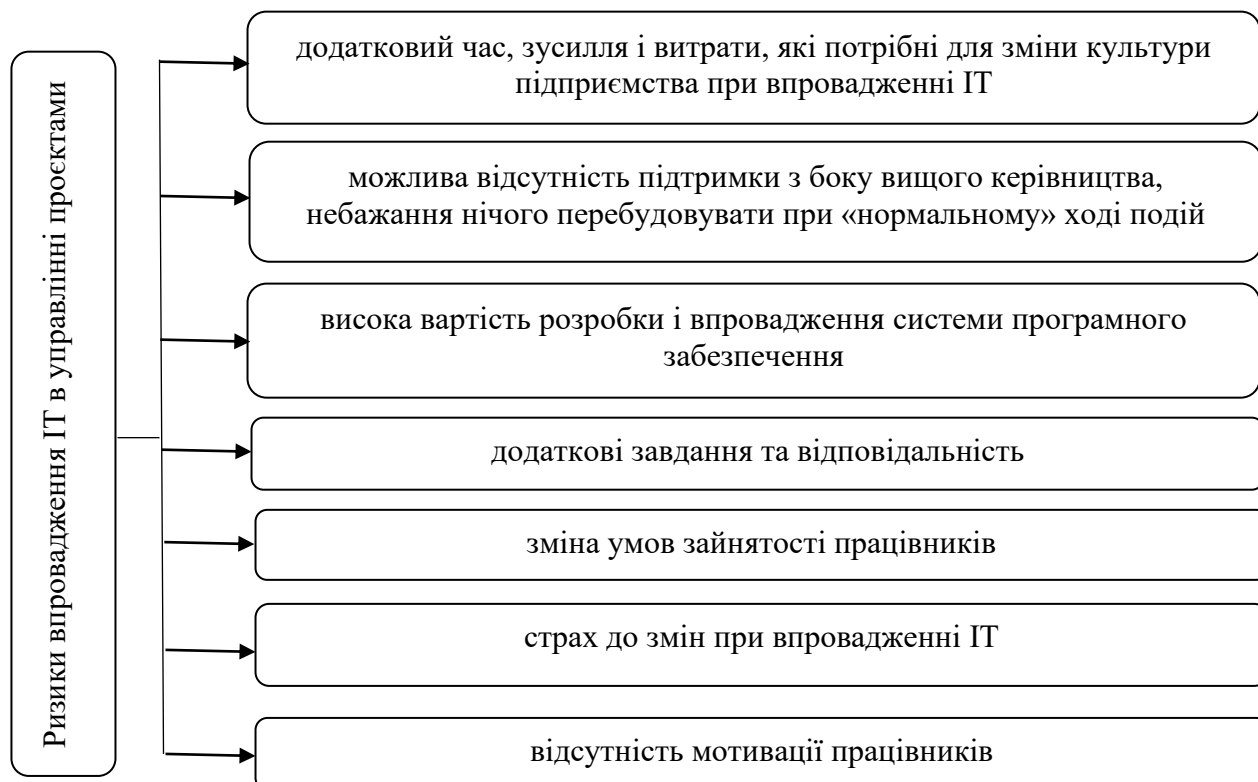 Ризики впровадження ІТ в управлінні проєктами
додатковий час, зусилля і витрати, які потрібні для зміни культури
підприємства при впровадженні ІТ
можлива відсутність підтримки з боку вищого керівництва,
небажання нічого перебудовувати при «нормальному» ході подій
висока вартість розробки і впровадження системи програмного
забезпечення
додаткові завдання та відповідальність
зміна умов зайнятості працівників
страх до змін при впровадженні ІТ
відсутність мотивації працівників